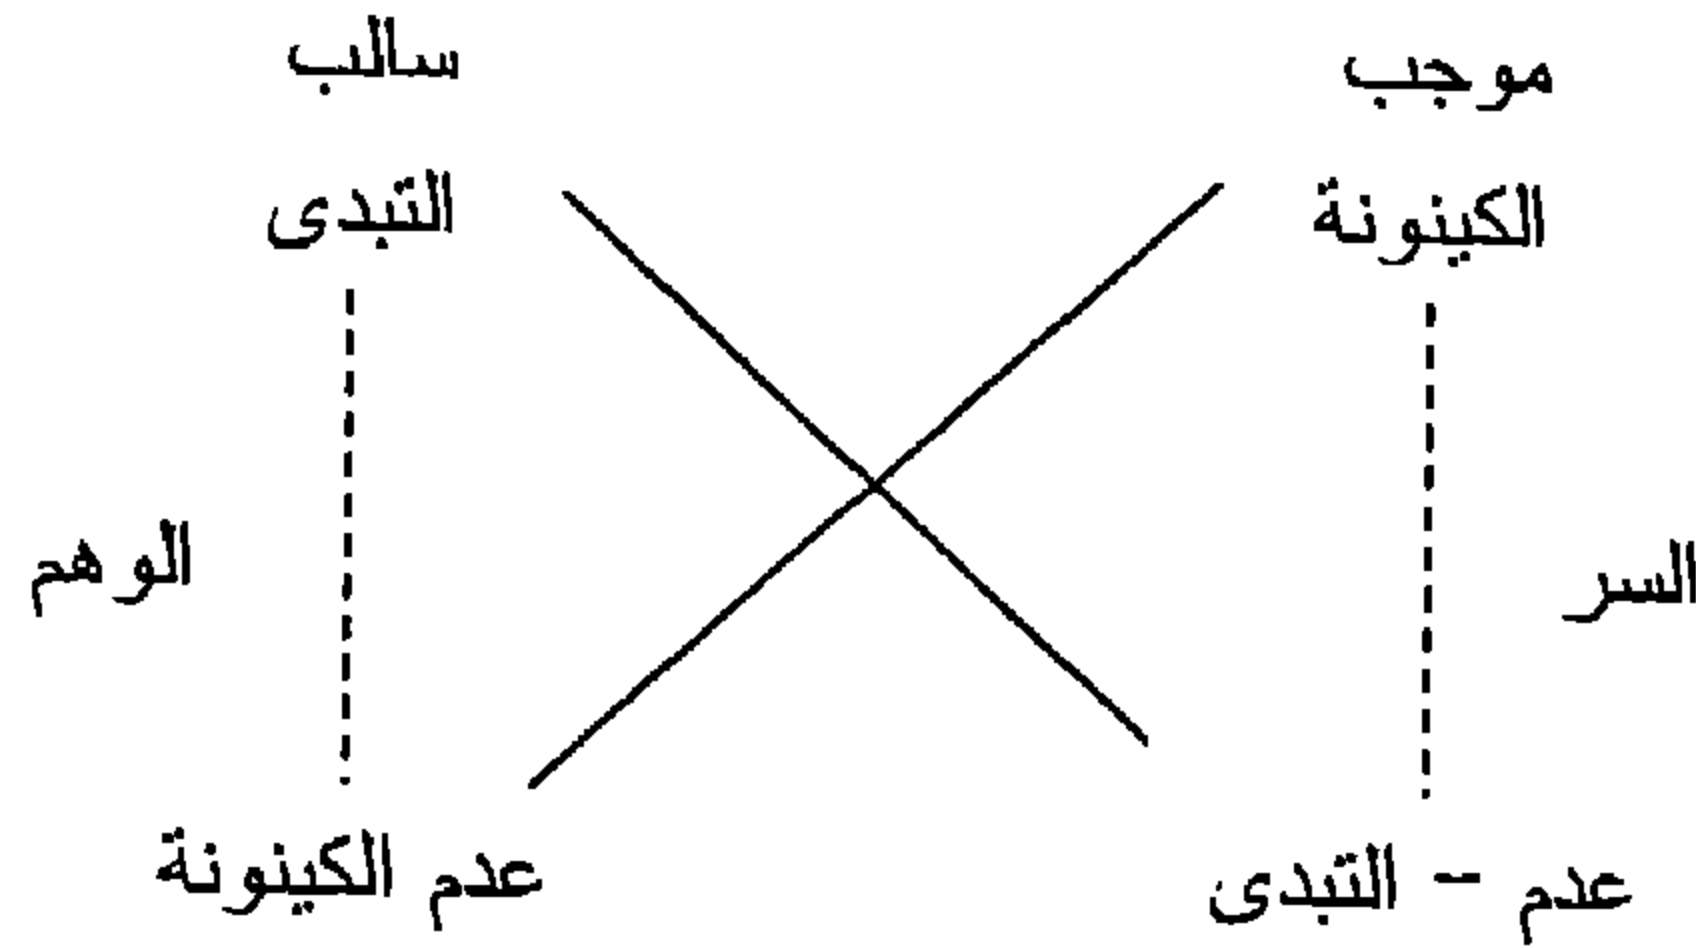 موجب
سالب
الكينونة
التبدى
السر
الوهم
عدم - التبدى
عدم الكينونة